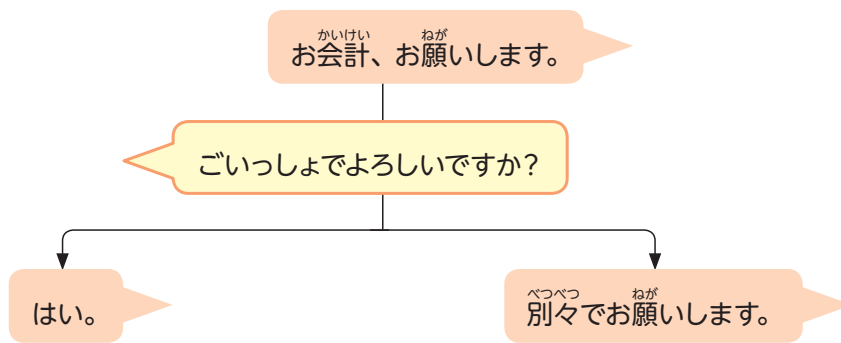 かいけい ねが
お会計、お願いします。
ごいっしょでよろしいですか?
はい。
べつべつ ねが
別々でお願いします。